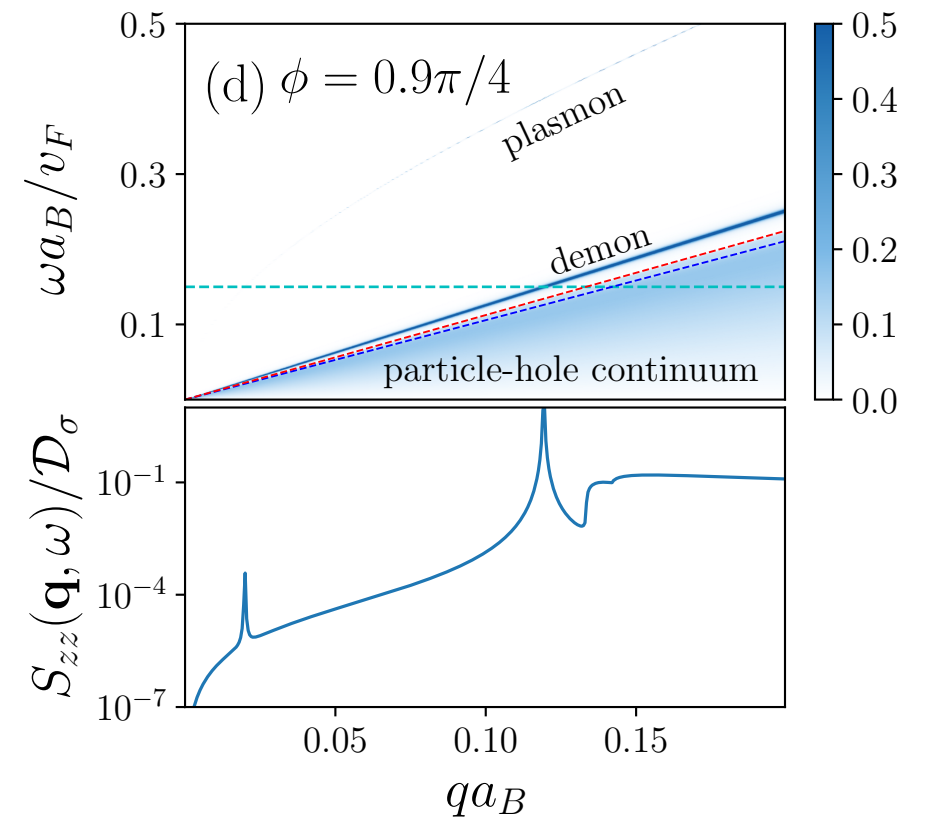 0.5
0.3
0.1
ωa_B/v_F
(d) ϕ = 0.9π/4
plasmon
demon
particle-hole continuum
0.5
0.4
0.3
0.2
0.1
0.0
S_{zz}(𝐪, ω)/𝒟_σ
10^{−1}
10^{−4}
10^{−7}
0.05 0.10 0.15
qa_B